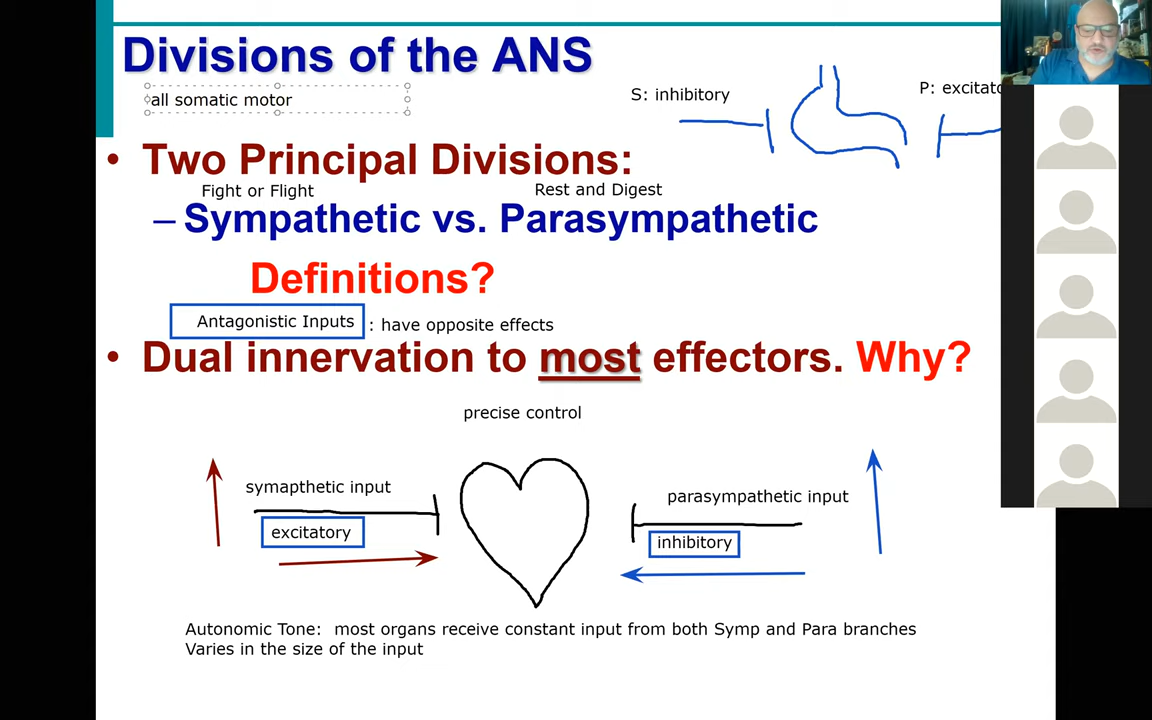 Divisions of the ANS
all somatic motor
S: inhibitory
• Two Principal Divisions:
Fight or Flight
Rest and Digest
– Sympathetic vs. Parasympathetic
Definitions?
Antagonistic Inputs : have opposite effects
• Dual innervation to most effectors. Why?
precise control
symapthetic input
excitatory
parasympathetic input
inhibitory
Autonomic Tone: most organs receive constant input from both Symp and Para branches
Varies in the size of the input